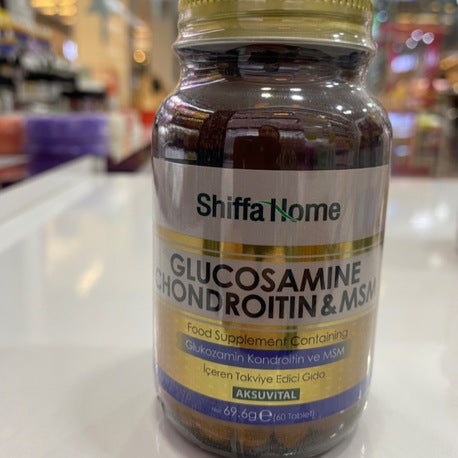 Shiffa Home
GLUCOSAMINE
CHONDROITIN & MSM
Food Supplement Containing
Glukozamin Kondroitin ve MSM
İçeren Takviye Edici Gıda
AKSUVITAL
Net 69.6g ℮ (60 Tablet)